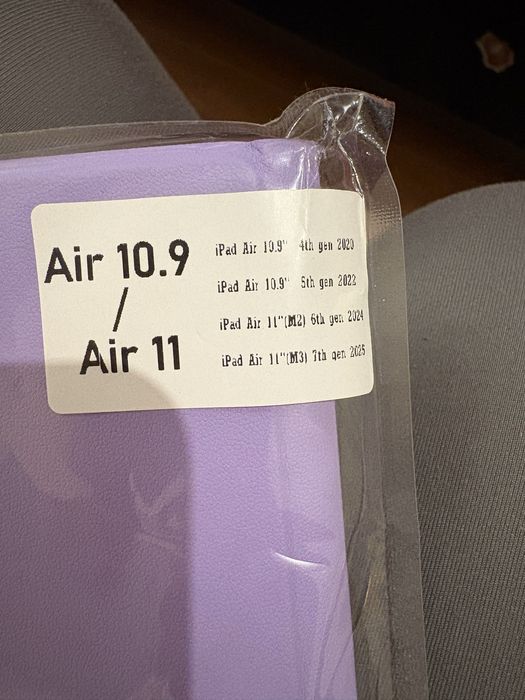 Air 10.9
/
Air 11
iPad Air 10.9" 4th gen 2020
iPad Air 10.9" 5th gen 2022
iPad Air 11"(M2) 6th gen 2024
iPad Air 11"(M3) 7th gen 2025